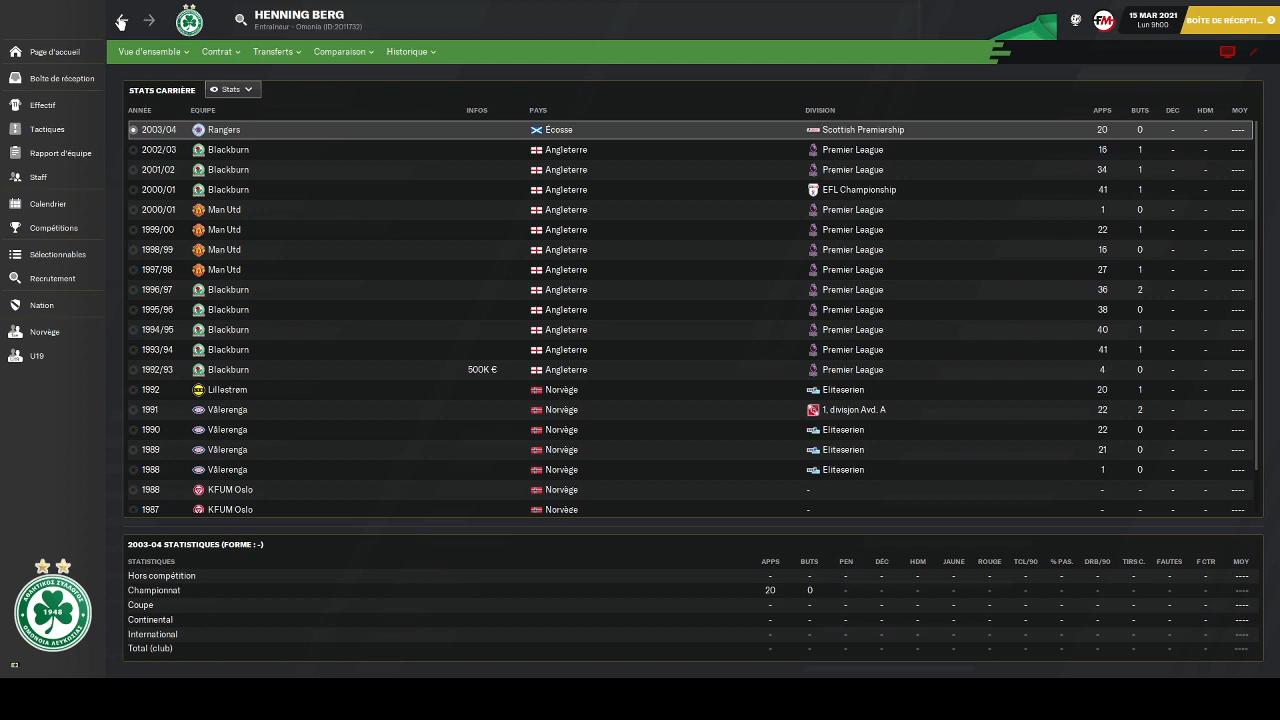 HENNING BERG
Entraîneur - Omonia (ID:2011732)
15 MAR 2021
Lun 9h00
BOÎTE DE RÉCEPTI...
Page d'accueil
Vue d'ensemble Contrat Transferts Comparaison Historique
Boîte de réception
Effectif
Tactiques
Rapport d'équipe
Staff
Calendrier
Compétitions
Sélectionnables
Recrutement
Nation
Norvège
U19
STATS CARRIÈRE Stats
ANNÉE EQUIPE INFOS PAYS DIVISION APPS BUTS DÉC HDM MOY
2003/04 Rangers Écosse Scottish Premiership 20 0 - - ----
2002/03 Blackburn Angleterre Premier League 16 1 - - ----
2001/02 Blackburn Angleterre Premier League 34 1 - - ----
2000/01 Blackburn Angleterre EFL Championship 41 1 - - ----
2000/01 Man Utd Angleterre Premier League 1 0 - - ----
1999/00 Man Utd Angleterre Premier League 22 1 - - ----
1998/99 Man Utd Angleterre Premier League 16 0 - - ----
1997/98 Man Utd Angleterre Premier League 27 1 - - ----
1996/97 Blackburn Angleterre Premier League 36 2 - - ----
1995/96 Blackburn Angleterre Premier League 38 0 - - ----
1994/95 Blackburn Angleterre Premier League 40 1 - - ----
1993/94 Blackburn Angleterre Premier League 41 1 - - ----
1992/93 Blackburn 500K € Angleterre Premier League 4 0 - - ----
1992 Lillestrøm Norvège Eliteserien 20 1 - - ----
1991 Vålerenga Norvège 1. divisjon Avd. A 22 2 - - ----
1990 Vålerenga Norvège Eliteserien 22 0 - - ----
1989 Vålerenga Norvège Eliteserien 21 0 - - ----
1988 Vålerenga Norvège Eliteserien 1 0 - - ----
1988 KFUM Oslo Norvège - - - - - ----
1987 KFUM Oslo Norvège - - - - - ----
2003-04 STATISTIQUES (FORME : -)
STATISTIQUES APPS BUTS PEN DÉC HDM JAUNE ROUGE TCL/90 % PAS. DRB/90 TIRS C. FAUTES F CTR MOY
Hors compétition - - - - - - - - - - - - - ----
Championnat 20 0 - - - - - - - - - - - ----
Coupe - - - - - - - - - - - - - ----
Continental - - - - - - - - - - - - - ----
International - - - - - - - - - - - - - ----
Total (club) - - - - - - - - - - - - - ----
ΑΘΛΗΤΙΚΟΣ ΣΥΛΛΟΓΟΣ
1948
ΟΜΟΝΟΙΑ ΛΕΥΚΩΣΙΑΣ